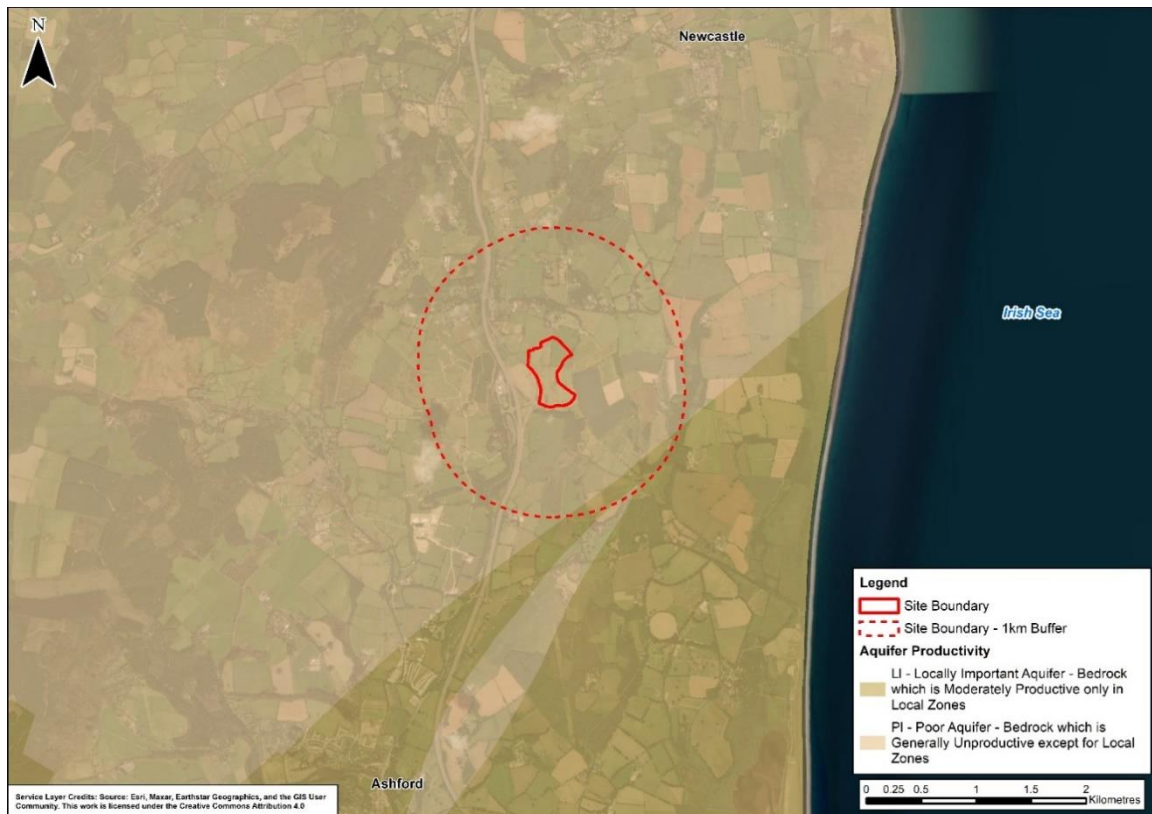 N
Newcastle
Irish Sea
Ashford
Legend
Site Boundary
Site Boundary - 1km Buffer
Aquifer Productivity
LI - Locally Important Aquifer - Bedrock
which is Moderately Productive only in
Local Zones
PI - Poor Aquifer - Bedrock which is
Generally Unproductive except for Local
Zones
0 0.25 0.5 1 1.5 2
Kilometres
Service Layer Credits: Source: Esri, Maxar, Earthstar Geographics, and the GIS User
Community. This work is licensed under the Creative Commons Attribution 4.0